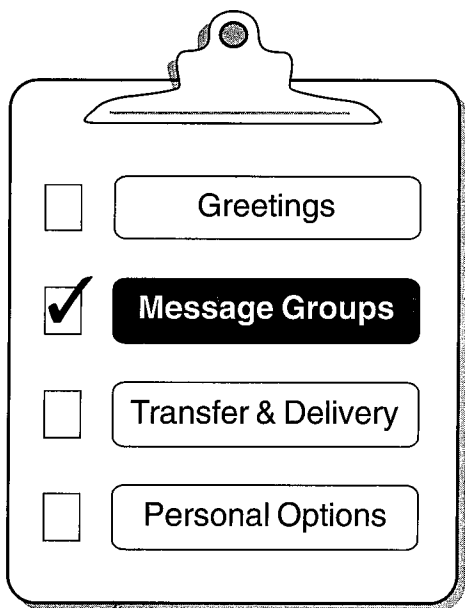 Greetings
Message Groups
Transfer & Delivery
Personal Options